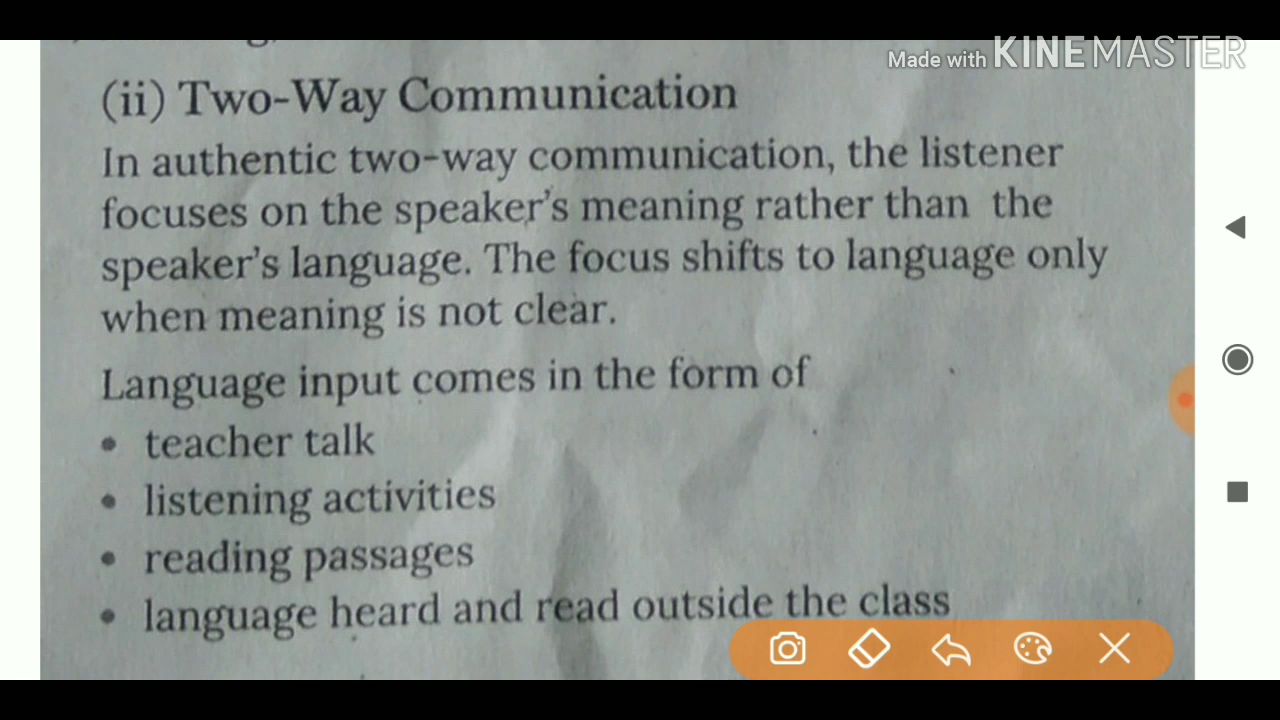 Made with KINEMASTER
(ii) Two-Way Communication
In authentic two-way communication, the listener
focuses on the speaker's meaning rather than the
speaker's language. The focus shifts to language only
when meaning is not clear.
Language input comes in the form of
• teacher talk
• listening activities
• reading passages
• language heard and read outside the class